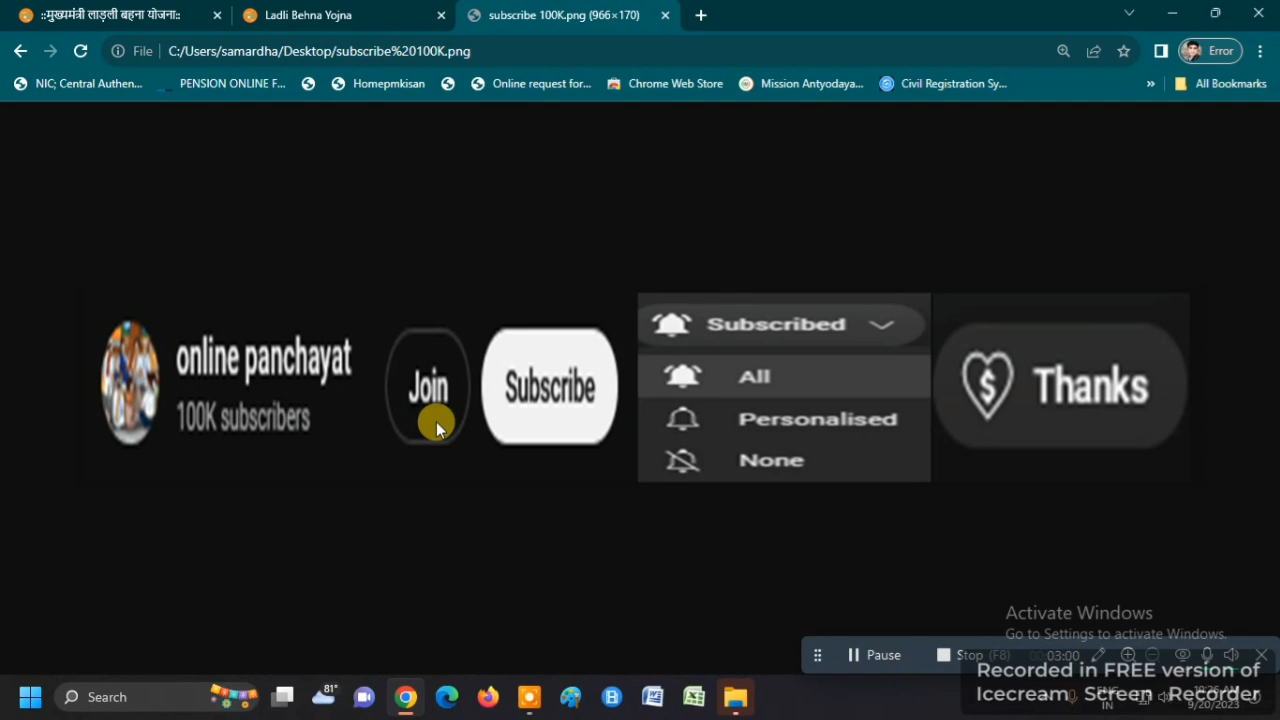 ::मुख्यमंत्री लाड़ली बहना योजना::
Ladli Behna Yojna
subscribe 100K.png (966×170)
File
C:/Users/samardha/Desktop/subscribe%20100K.png
Error
NIC; Central Authen...
PENSION ONLINE F...
Homepmkisan
Online request for...
Chrome Web Store
Mission Antyodaya...
Civil Registration Sy...
»
All Bookmarks
online panchayat
100K subscribers
Join
Subscribe
Subscribed
All
Personalised
None
Thanks
Activate Windows
Go to Settings to activate Windows.
Pause
Stop (F8)
03:00
Recorded in FREE version of
Icecream Screen Recorder
Search
81°
ENG
IN
9/20/2023